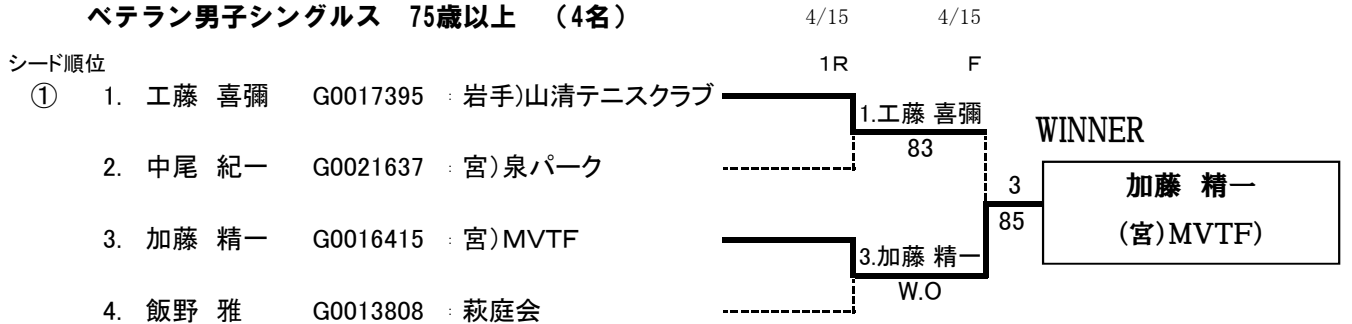 ベテラン男子シングルス 75歳以上 （4名） 4/15 4/15
シード順位 1R F
① 1. 工藤 喜彌 G0017395 : 岩手)山清テニスクラブ
1.工藤 喜彌
83
WINNER
2. 中尾 紀一 G0021637 : 宮)泉パーク
3
85
加藤 精一
(宮)MVTF)
3. 加藤 精一 G0016415 : 宮)MVTF
3.加藤 精一
W.O
4. 飯野 雅 G0013808 : 萩庭会